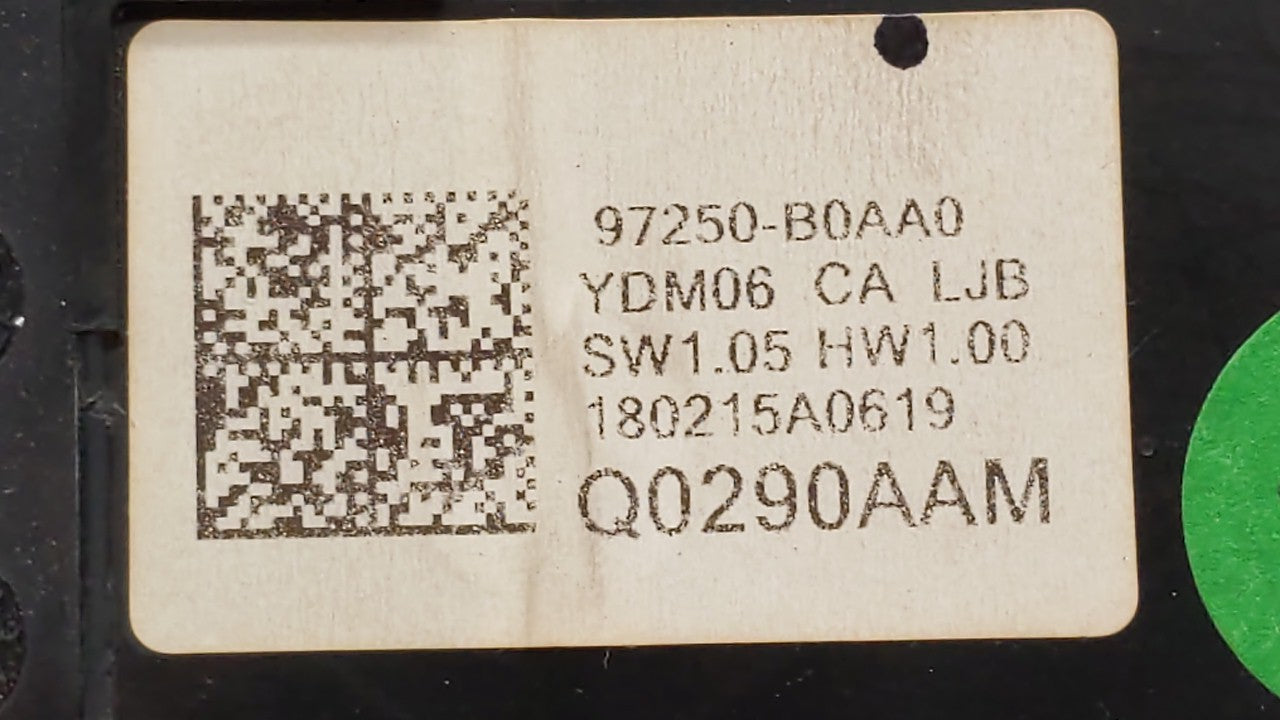 97250-B0AA0
YDM06 CA LJB
SW1.05 HW1.00
180215A0619
Q0290AAM